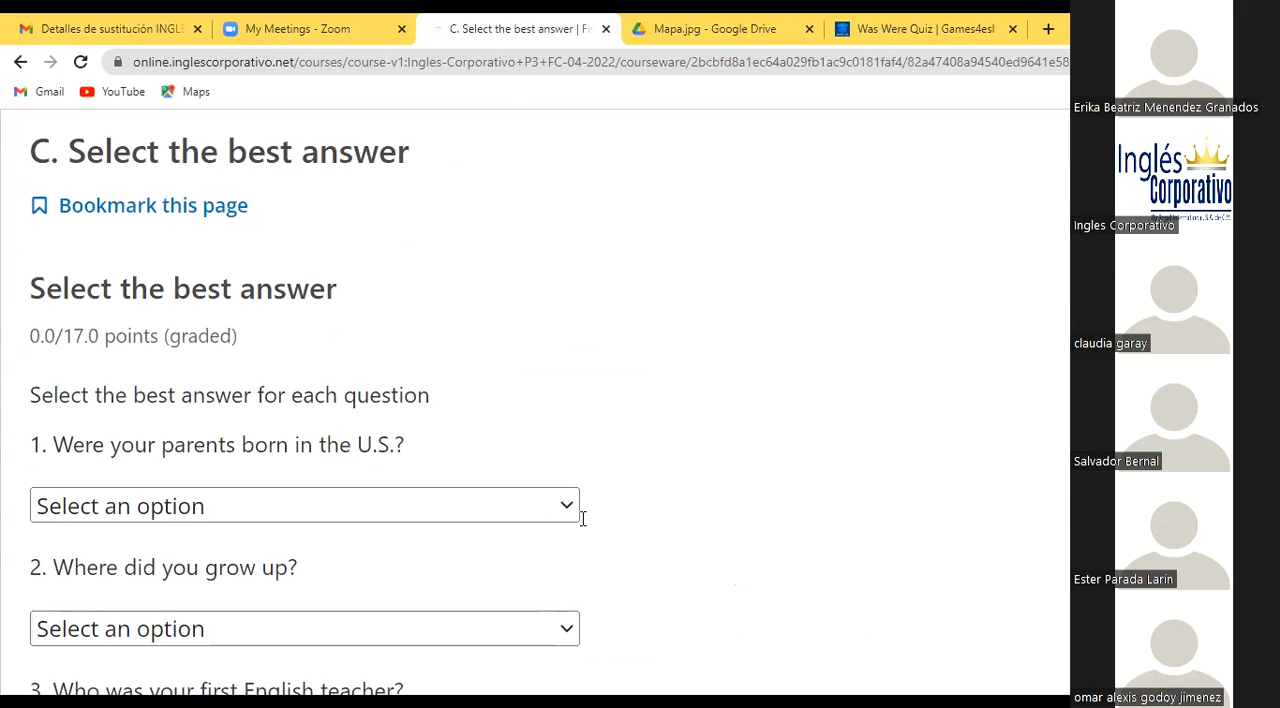 Detalles de sustitución INGLE
My Meetings - Zoom
C. Select the best answer | Fi
Mapa.jpg - Google Drive
Was Were Quiz | Games4esl
online.inglescorporativo.net/courses/course-v1:Ingles-Corporativo+P3+FC-04-2022/courseware/2bcbfd8a1ec64a029fb1ac9c0181faf4/82a47408a94540ed9641e58
Gmail
YouTube
Maps
C. Select the best answer
Bookmark this page
Select the best answer
0.0/17.0 points (graded)
Select the best answer for each question
1. Were your parents born in the U.S.?
Select an option
2. Where did you grow up?
Select an option
3. Who was your first English teacher?
Erika Beatriz Menendez Granados
Inglés
Corporativo
Ingles Corporativo
claudia garay
Salvador Bernal
Ester Parada Larin
omar alexis godoy jimenez